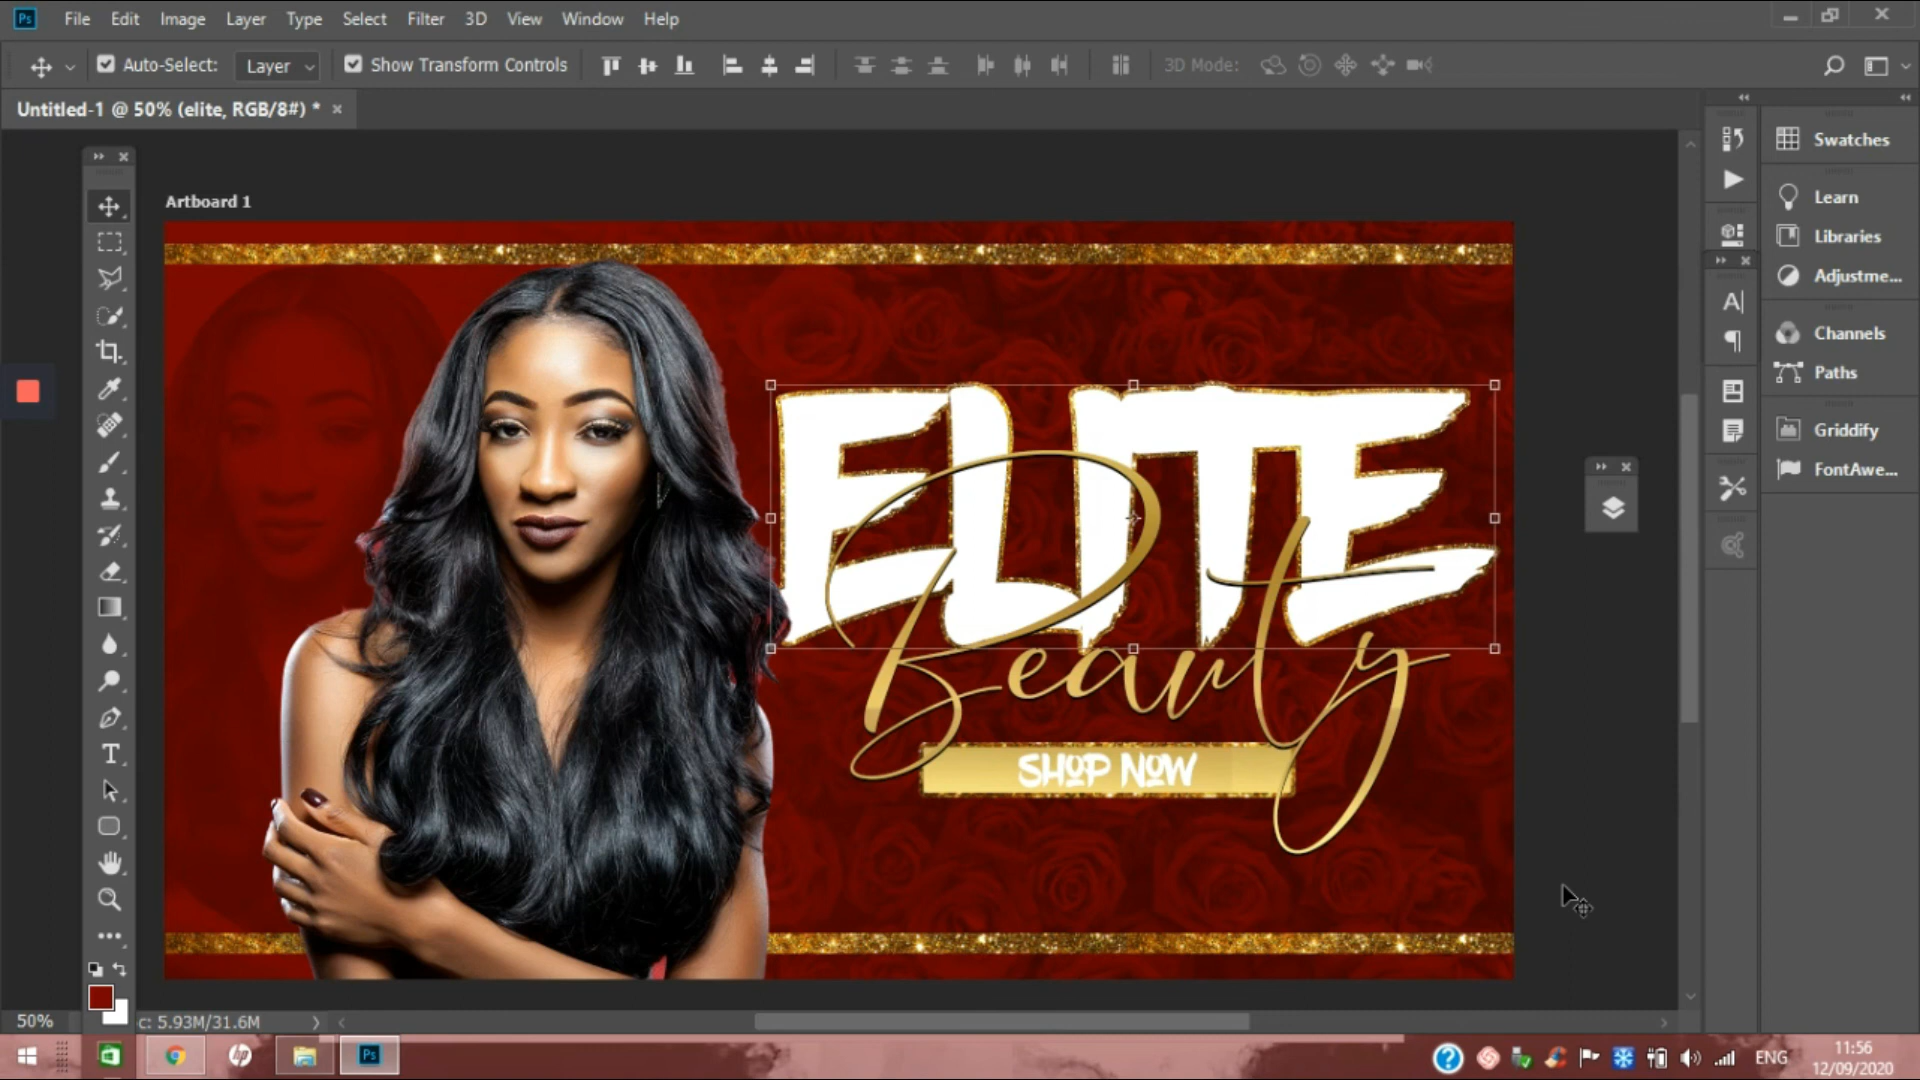 Ps File Edit Image Layer Type Select Filter 3D View Window Help
Auto-Select: Layer Show Transform Controls 3D Mode:
Untitled-1 @ 50% (elite, RGB/8#) *
Artboard 1
Swatches
Learn
Libraries
Adjustme...
Channels
Paths
Griddify
FontAwe...
ELITE
Beauty
SHOP NOW
50% c: 5.93M/31.6M
hp Ps ENG 11:56
12/09/2020